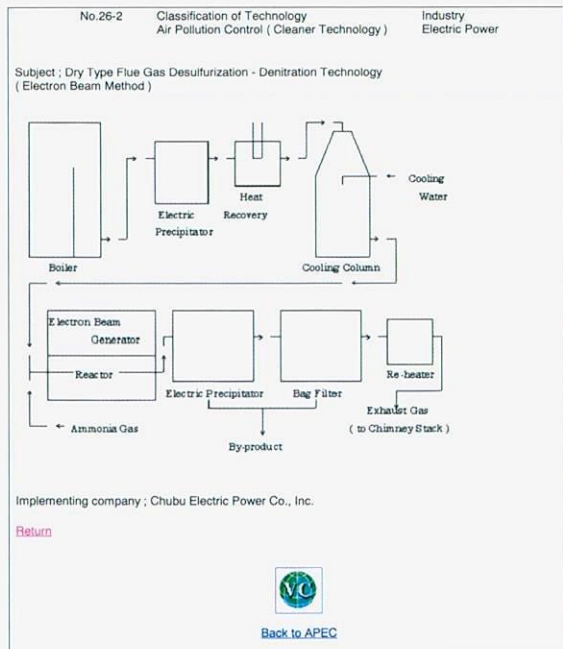 No.26-2 Classification of Technology Industry
Air Pollution Control ( Cleaner Technology ) Electric Power
Subject ; Dry Type Flue Gas Desulfurization - Denitration Technology
( Electron Beam Method )
Cooling
Water
Heat
Recovery
Electric
Precipitator
Boiler
Cooling Column
Electron Beam
Generator
Reactor
Re-heater
Electric Precipitator Bag Filter
Exhaust Gas
( to Chimney Stack )
Ammonia Gas
By-product
Implementing company ; Chubu Electric Power Co., Inc.
Return
VC
Back to APEC